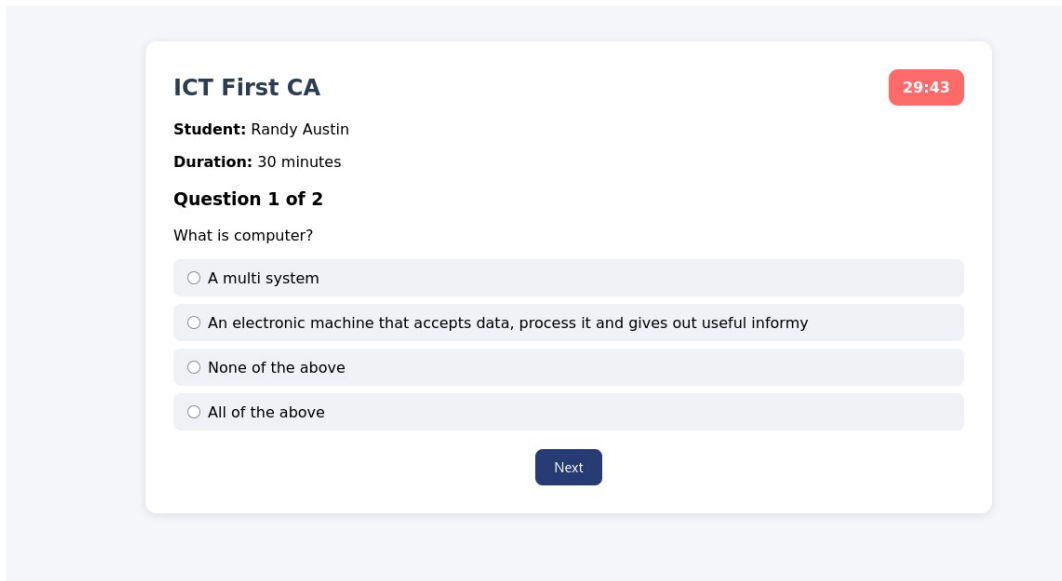 ICT First CA
29:43
Student: Randy Austin
Duration: 30 minutes
Question 1 of 2
What is computer?
A multi system
An electronic machine that accepts data, process it and gives out useful informy
None of the above
All of the above
Next